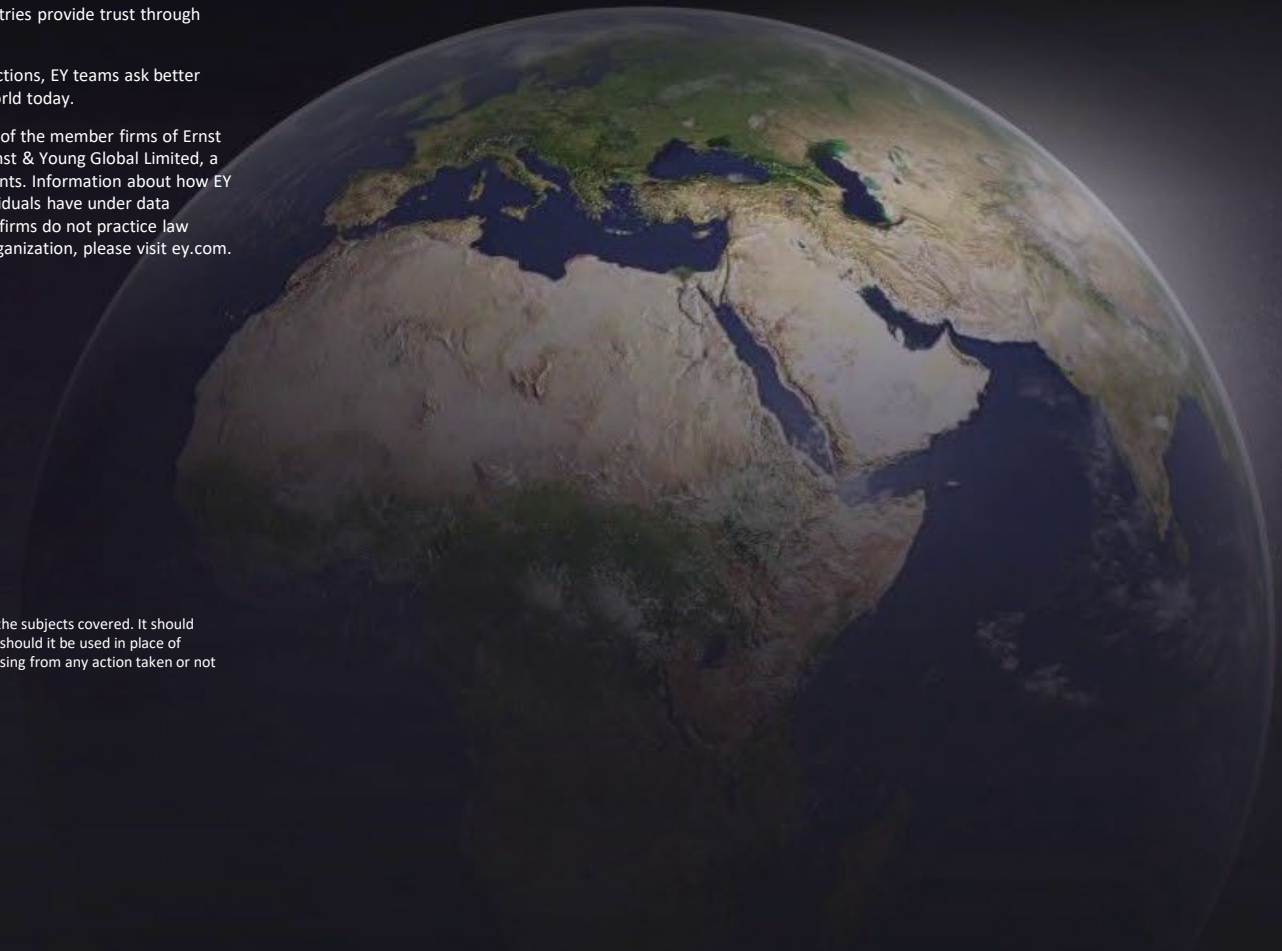 tries provide trust through
ctions, EY teams ask better
rld today.
of the member firms of Ernst
nst & Young Global Limited, a
nts. Information about how EY
iduals have under data
firms do not practice law
ganization, please visit ey.com.
the subjects covered. It should
should it be used in place of
sing from any action taken or not